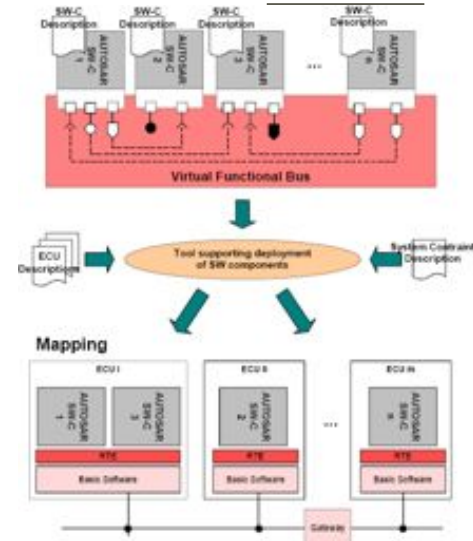 SW-C
Description
SW-C
Description
SW-C
Description
SW-C
Description
AUTOSAR
SW-C
1
AUTOSAR
SW-C
2
AUTOSAR
SW-C
3
AUTOSAR
SW-C
n
...
Virtual Functional Bus
ECU
Descriptions
Tool supporting deployment
of SW components
System Constraint
Description
Mapping
ECU I
ECU II
ECU m
AUTOSAR
SW-C
1
AUTOSAR
SW-C
3
AUTOSAR
SW-C
2
AUTOSAR
SW-C
n
...
RTE
RTE
RTE
Basic Software
Basic Software
Basic Software
Gateway